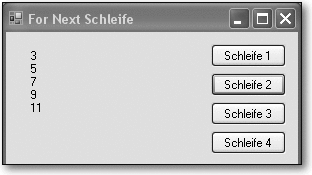 For Next Schleife
3
5
7
9
11
Schleife 1
Schleife 2
Schleife 3
Schleife 4